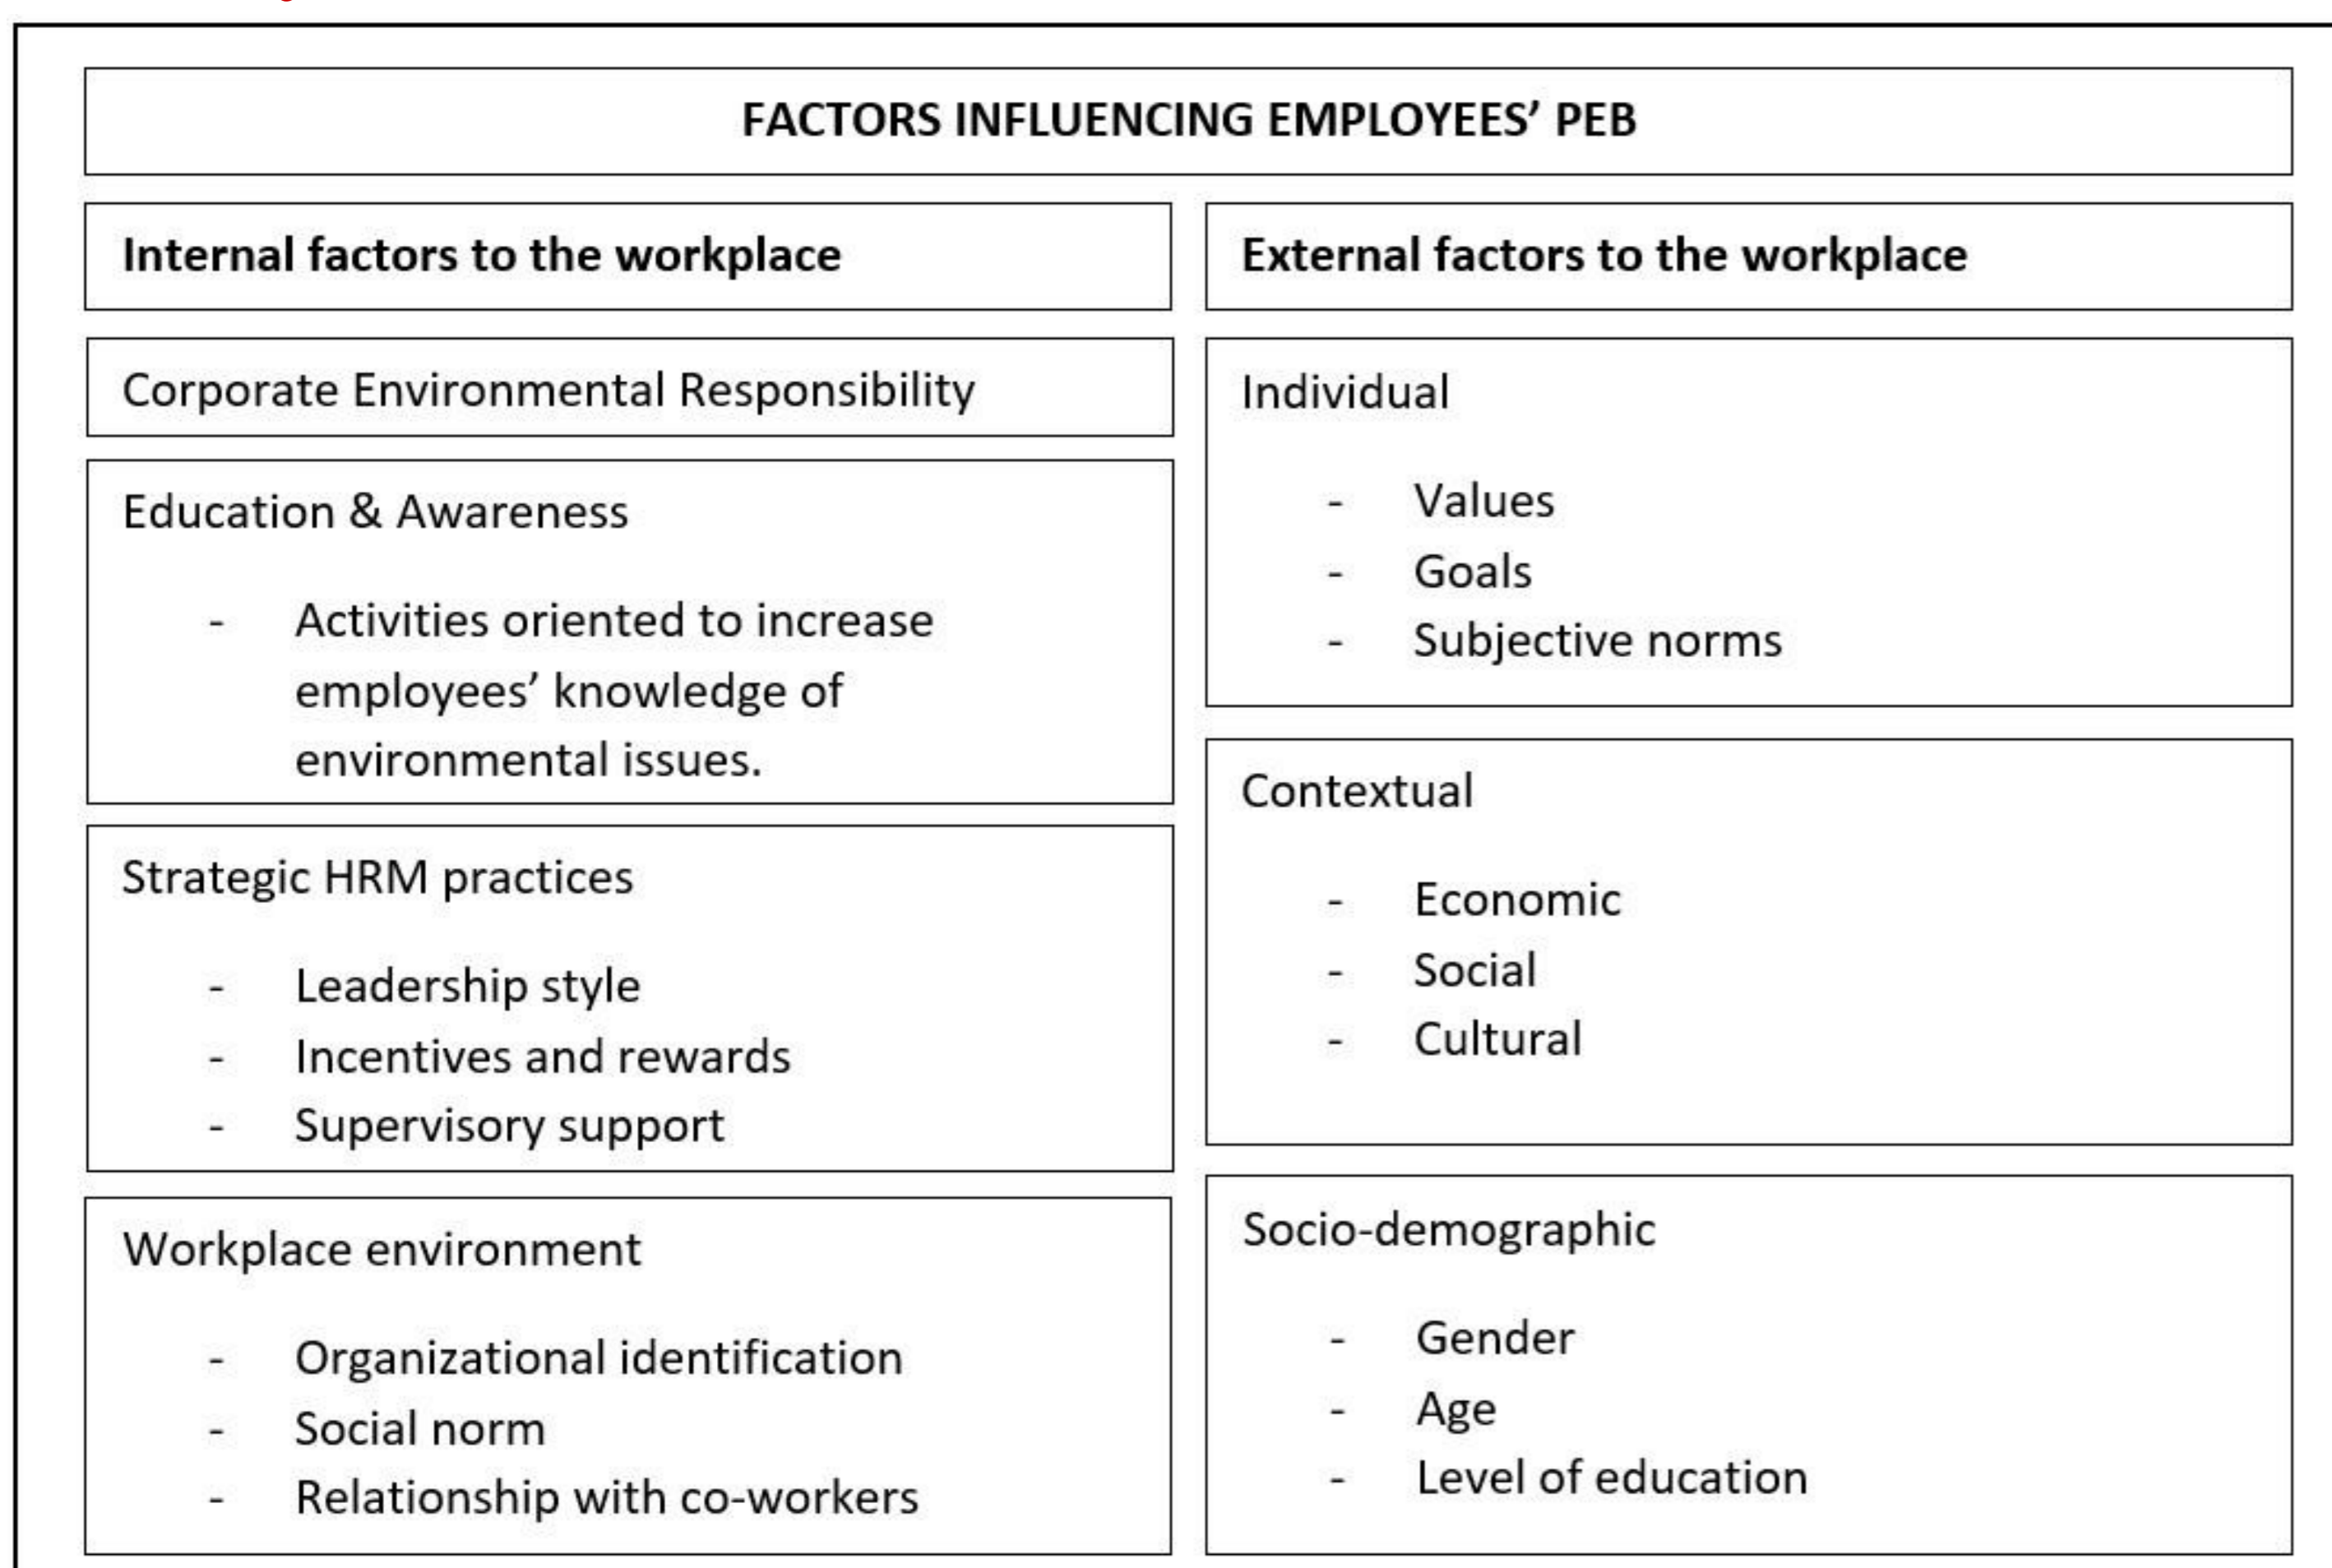 FACTORS INFLUENCING EMPLOYEES’ PEB
Internal factors to the workplace
Corporate Environmental Responsibility
Education & Awareness
- Activities oriented to increase
employees’ knowledge of
environmental issues.
Strategic HRM practices
- Leadership style
- Incentives and rewards
- Supervisory support
Workplace environment
- Organizational identification
- Social norm
- Relationship with co-workers
External factors to the workplace
Individual
- Values
- Goals
- Subjective norms
Contextual
- Economic
- Social
- Cultural
Socio-demographic
- Gender
- Age
- Level of education